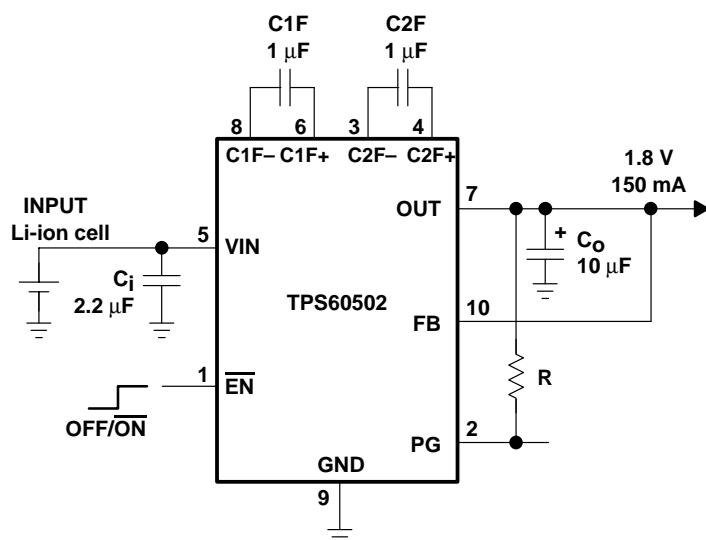 C1F
1 μF
C2F
1 μF
8
6
3
4
C1F–
C1F+
C2F–
C2F+
1.8 V
150 mA
7
OUT
INPUT
Li-ion cell
5
VIN
+
Co
10 μF
Ci
2.2 μF
TPS60502
10
FB
1
EN
R
OFF/ON
2
PG
GND
9